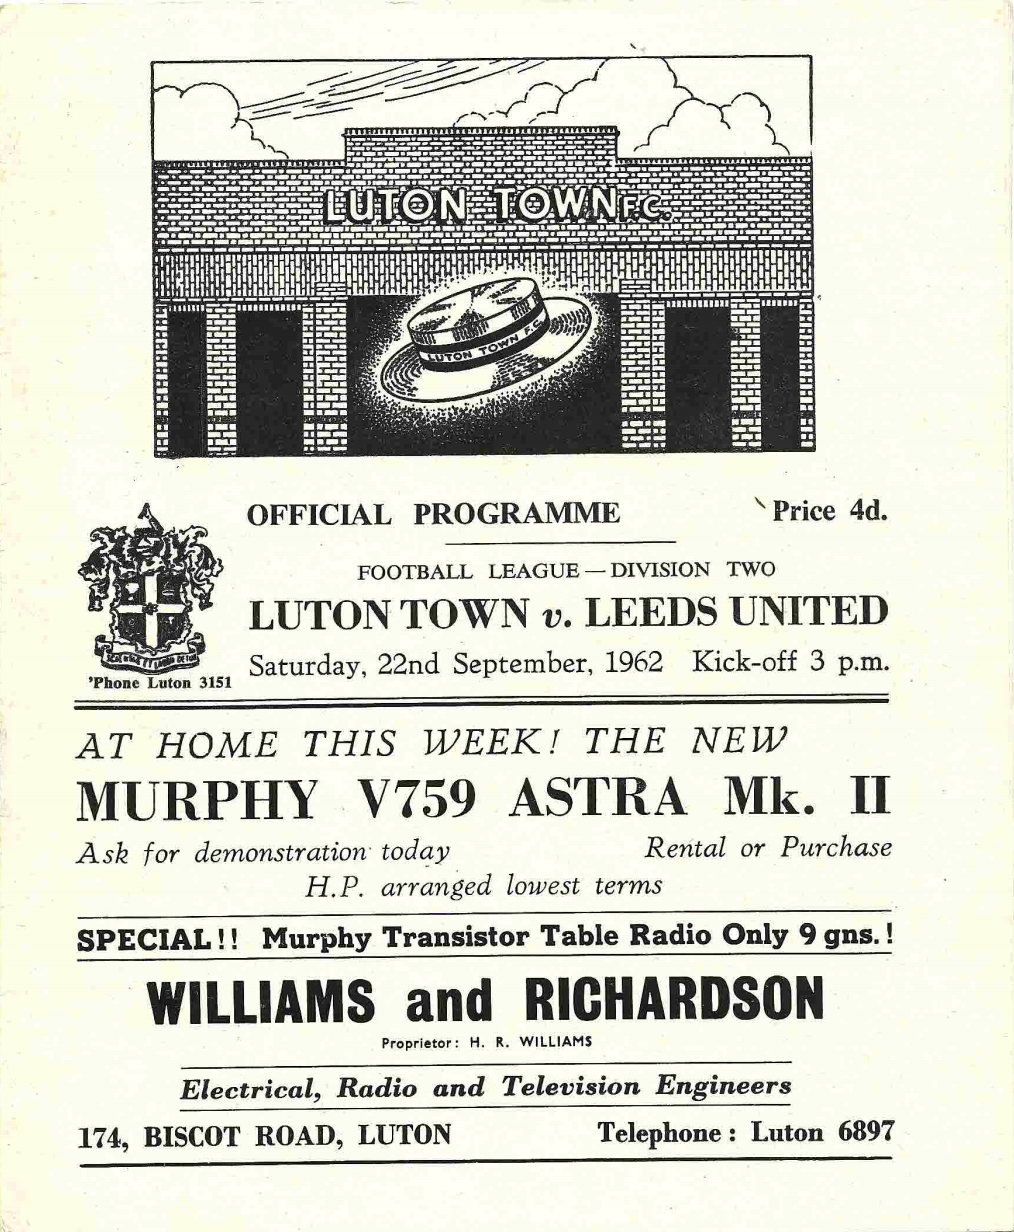 LUTON TOWN F.C.
LUTON TOWN F.C.
OFFICIAL PROGRAMME Price 4d.
FOOTBALL LEAGUE — DIVISION TWO
LUTON TOWN v. LEEDS UNITED
Saturday, 22nd September, 1962 Kick-off 3 p.m.
'Phone Luton 3151
AT HOME THIS WEEK! THE NEW
MURPHY V759 ASTRA Mk. II
Ask for demonstration today Rental or Purchase
H.P. arranged lowest terms
SPECIAL!! Murphy Transistor Table Radio Only 9 gns.!
WILLIAMS and RICHARDSON
Proprietor: H. R. WILLIAMS
Electrical, Radio and Television Engineers
174, BISCOT ROAD, LUTON Telephone: Luton 6897